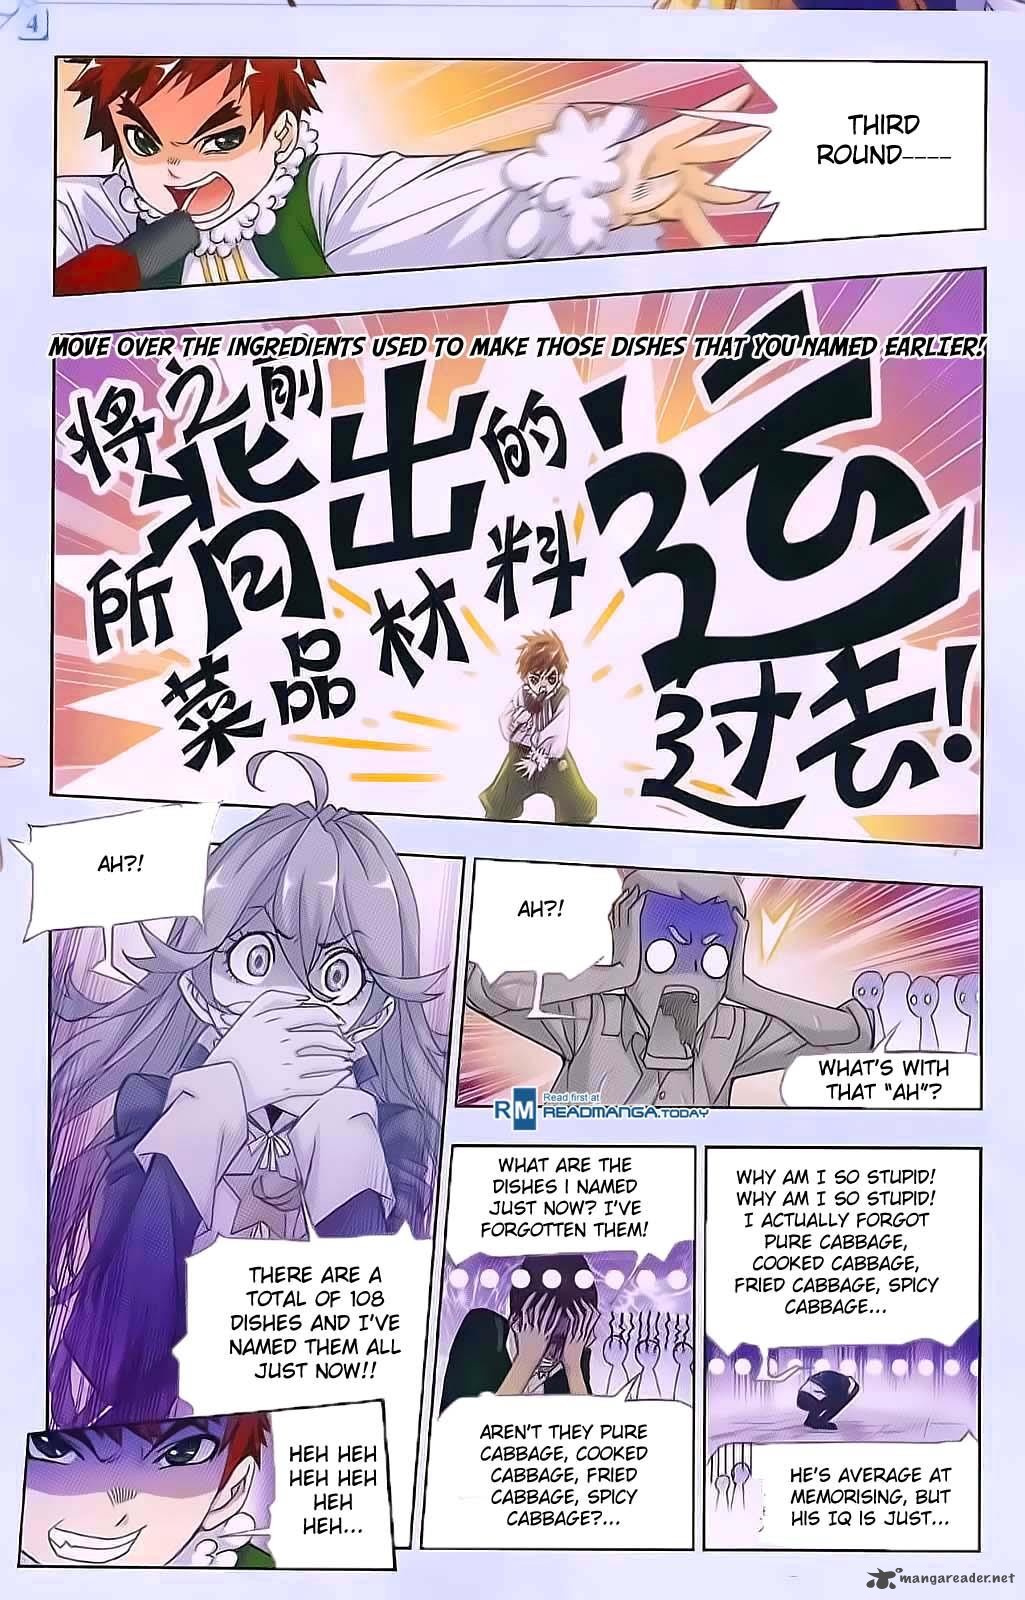 4
THIRD
ROUND----
MOVE OVER THE INGREDIENTS USED TO MAKE THOSE DISHES THAT YOU NAMED EARLIER!
将之前
所背出的
菜品材料运
过去!
AH?!
AH?!
WHAT'S WITH
THAT "AH"?
RM Read first at
READMANGA.TODAY
THERE ARE A
TOTAL OF 108
DISHES AND I'VE
NAMED THEM ALL
JUST NOW!!
WHAT ARE THE
DISHES I NAMED
JUST NOW? I'VE
FORGOTTEN THEM!
AREN'T THEY PURE
CABBAGE, COOKED
CABBAGE, FRIED
CABBAGE, SPICY
CABBAGE?...
WHY AM I SO STUPID!
WHY AM I SO STUPID!
I ACTUALLY FORGOT
PURE CABBAGE,
COOKED CABBAGE,
FRIED CABBAGE, SPICY
CABBAGE...
HE'S AVERAGE AT
MEMORISING, BUT
HIS IQ IS JUST...
HEH HEH
HEH HEH
HEH
HEH...
mangareader.net